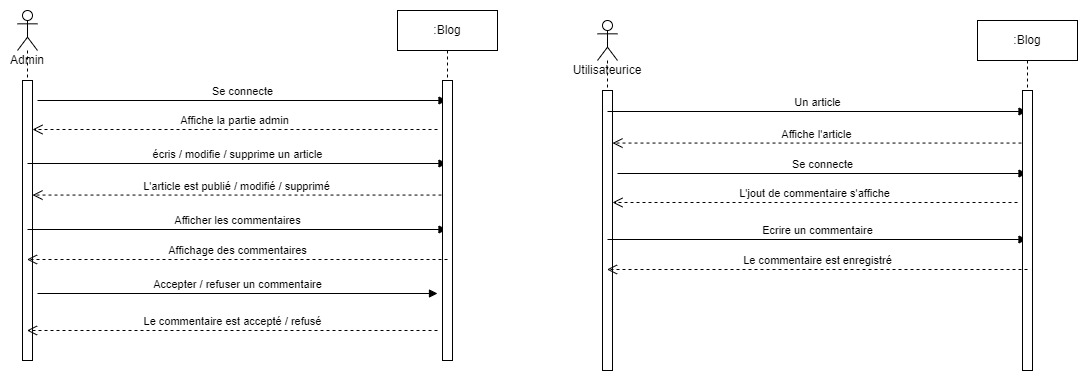 :Blog
Admin
Se connecte
Affiche la partie admin
écris / modifie / supprime un article
L'article est publié / modifié / supprimé
Afficher les commentaires
Affichage des commentaires
Accepter / refuser un commentaire
Le commentaire est accepté / refusé
:Blog
Utilisateurice
Un article
Affiche l'article
Se connecte
L'jout de commentaire s'affiche
Ecrire un commentaire
Le commentaire est enregistré